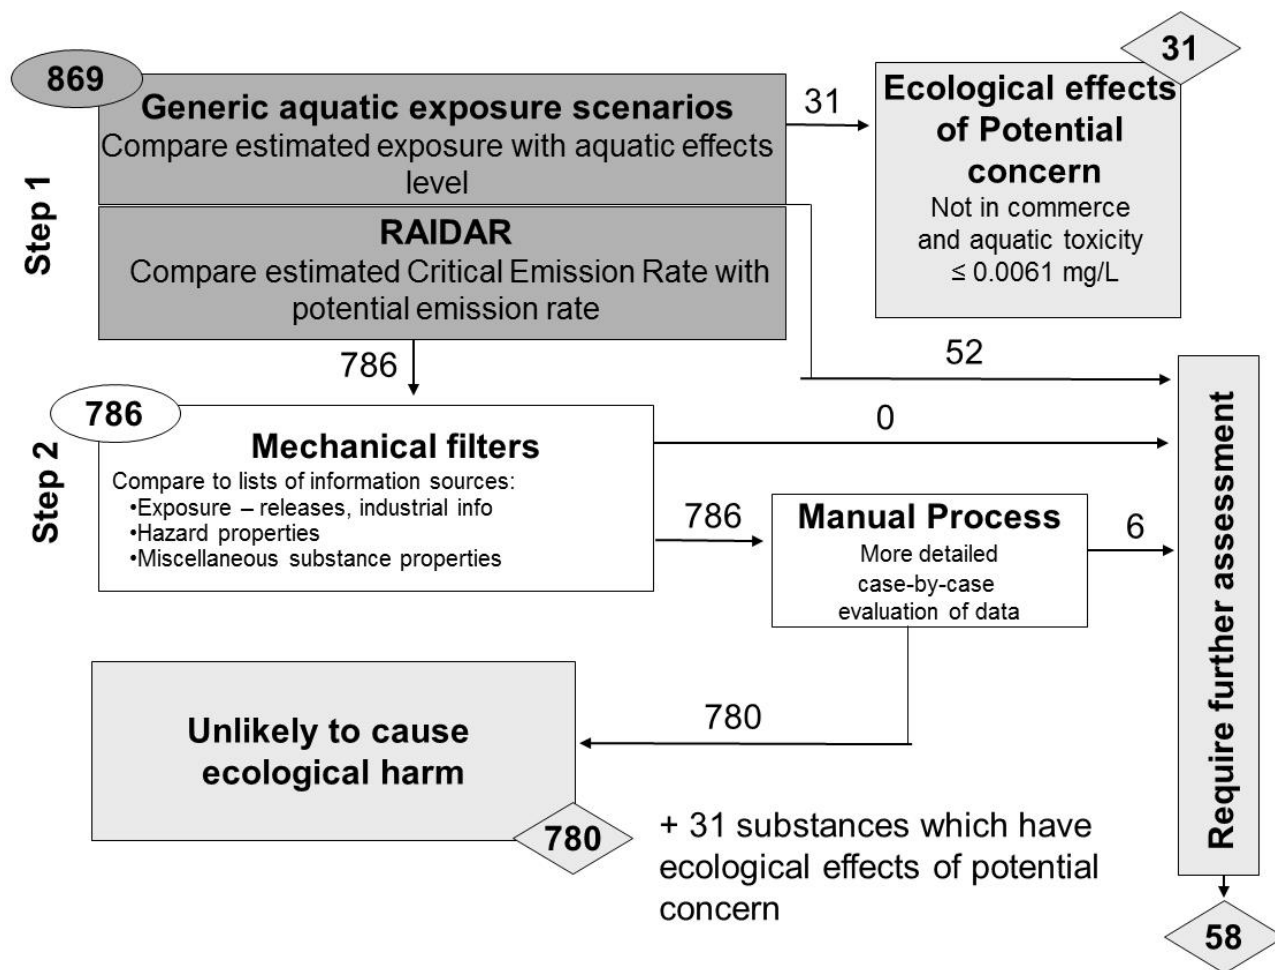 869
Generic aquatic exposure scenarios
Compare estimated exposure with aquatic effects
level
31
31
Ecological effects
of Potential
concern
Not in commerce
and aquatic toxicity
≤ 0.0061 mg/L
Step 1
RAIDAR
Compare estimated Critical Emission Rate with
potential emission rate
786
52
786
Step 2
Mechanical filters
Compare to lists of information sources:
•Exposure – releases, industrial info
•Hazard properties
•Miscellaneous substance properties
0
786
Manual Process
More detailed
case-by-case
evaluation of data
6
Require further assessment
780
Unlikely to cause
ecological harm
780
+ 31 substances which have
ecological effects of potential
concern
58